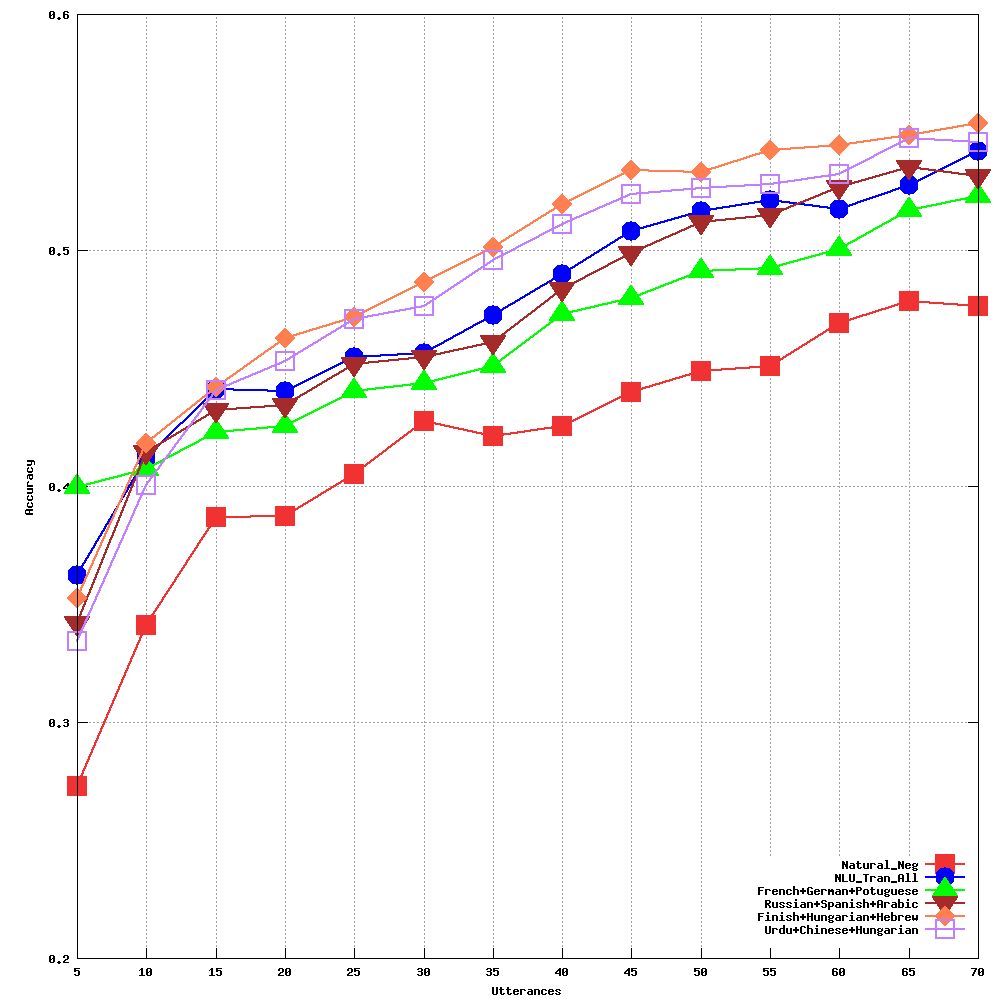 0.6
0.5
0.4
0.3
0.2
Accuracy
Natural_Neg
NLU_Tran_All
French+German+Potuguese
Russian+Spanish+Arabic
Finish+Hungarian+Hebrew
Urdu+Chinese+Hungarian
5 10 15 20 25 30 35 40 45 50 55 60 65 70
Utterances